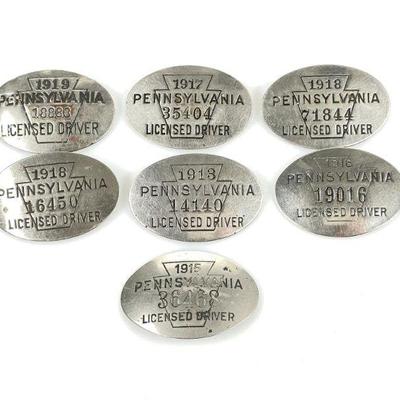 1919
PENNSYLVANIA
LICENSED DRIVER
1917
PENNSYLVANIA
35404
LICENSED DRIVER
1918
PENNSYLVANIA
71844
LICENSED DRIVER
1918
PENNSYLVANIA
16450
LICENSED DRIVER
PENNSYLVANIA
14140
LICENSED DRIVER
1916
PENNSYLVANIA
19016
LICENSED DRIVER
1915
PENNSYLVANIA
LICENSED DRIVER